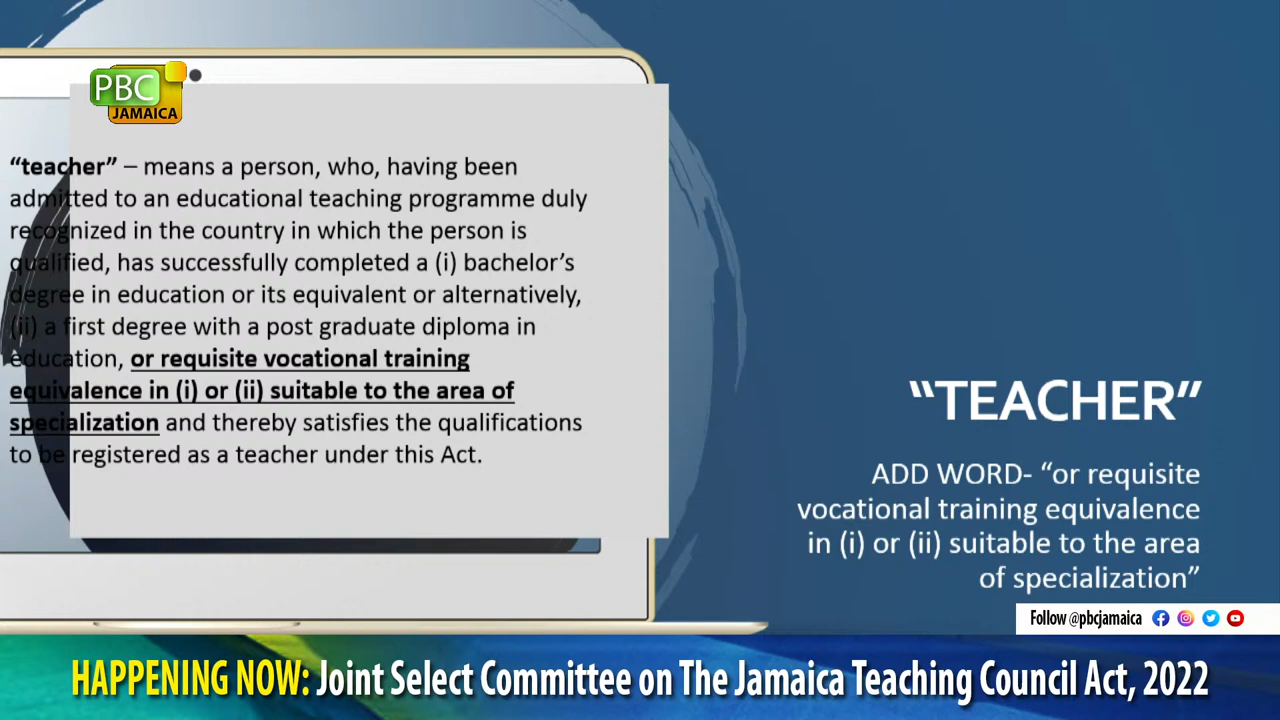 PBC
JAMAICA
“teacher” – means a person, who, having been
admitted to an educational teaching programme duly
recognized in the country in which the person is
qualified, has successfully completed a (i) bachelor’s
degree in education or its equivalent or alternatively,
(ii) a first degree with a post graduate diploma in
education, or requisite vocational training
equivalence in (i) or (ii) suitable to the area of
specialization and thereby satisfies the qualifications
to be registered as a teacher under this Act.
“TEACHER”
ADD WORD- “or requisite
vocational training equivalence
in (i) or (ii) suitable to the area
of specialization”
Follow @pbcjamaica
HAPPENING NOW: Joint Select Committee on The Jamaica Teaching Council Act, 2022